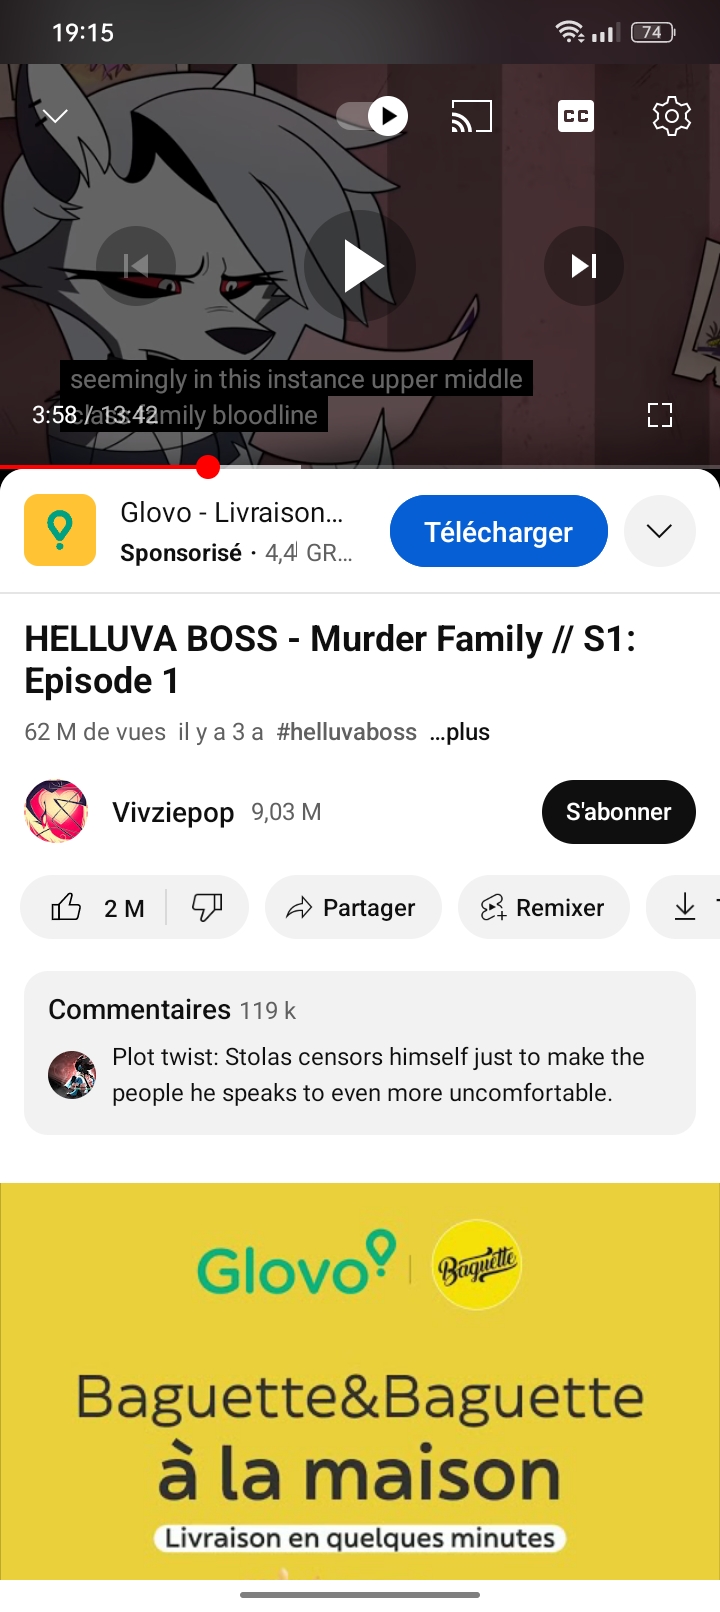 19:15
74
CC
seemingly in this instance upper middle
class family bloodline
3:58 / 13:42
Glovo - Livraison...
Télécharger
Sponsorisé · 4,4 GR...
HELLUVA BOSS - Murder Family // S1:
Episode 1
62 M de vues il y a 3 a #helluvaboss ...plus
Vivziepop 9,03 M
S'abonner
2 M
Partager
Remixer
Commentaires 119 k
Plot twist: Stolas censors himself just to make the
people he speaks to even more uncomfortable.
Glovo
Baguette
Baguette&Baguette
à la maison
Livraison en quelques minutes